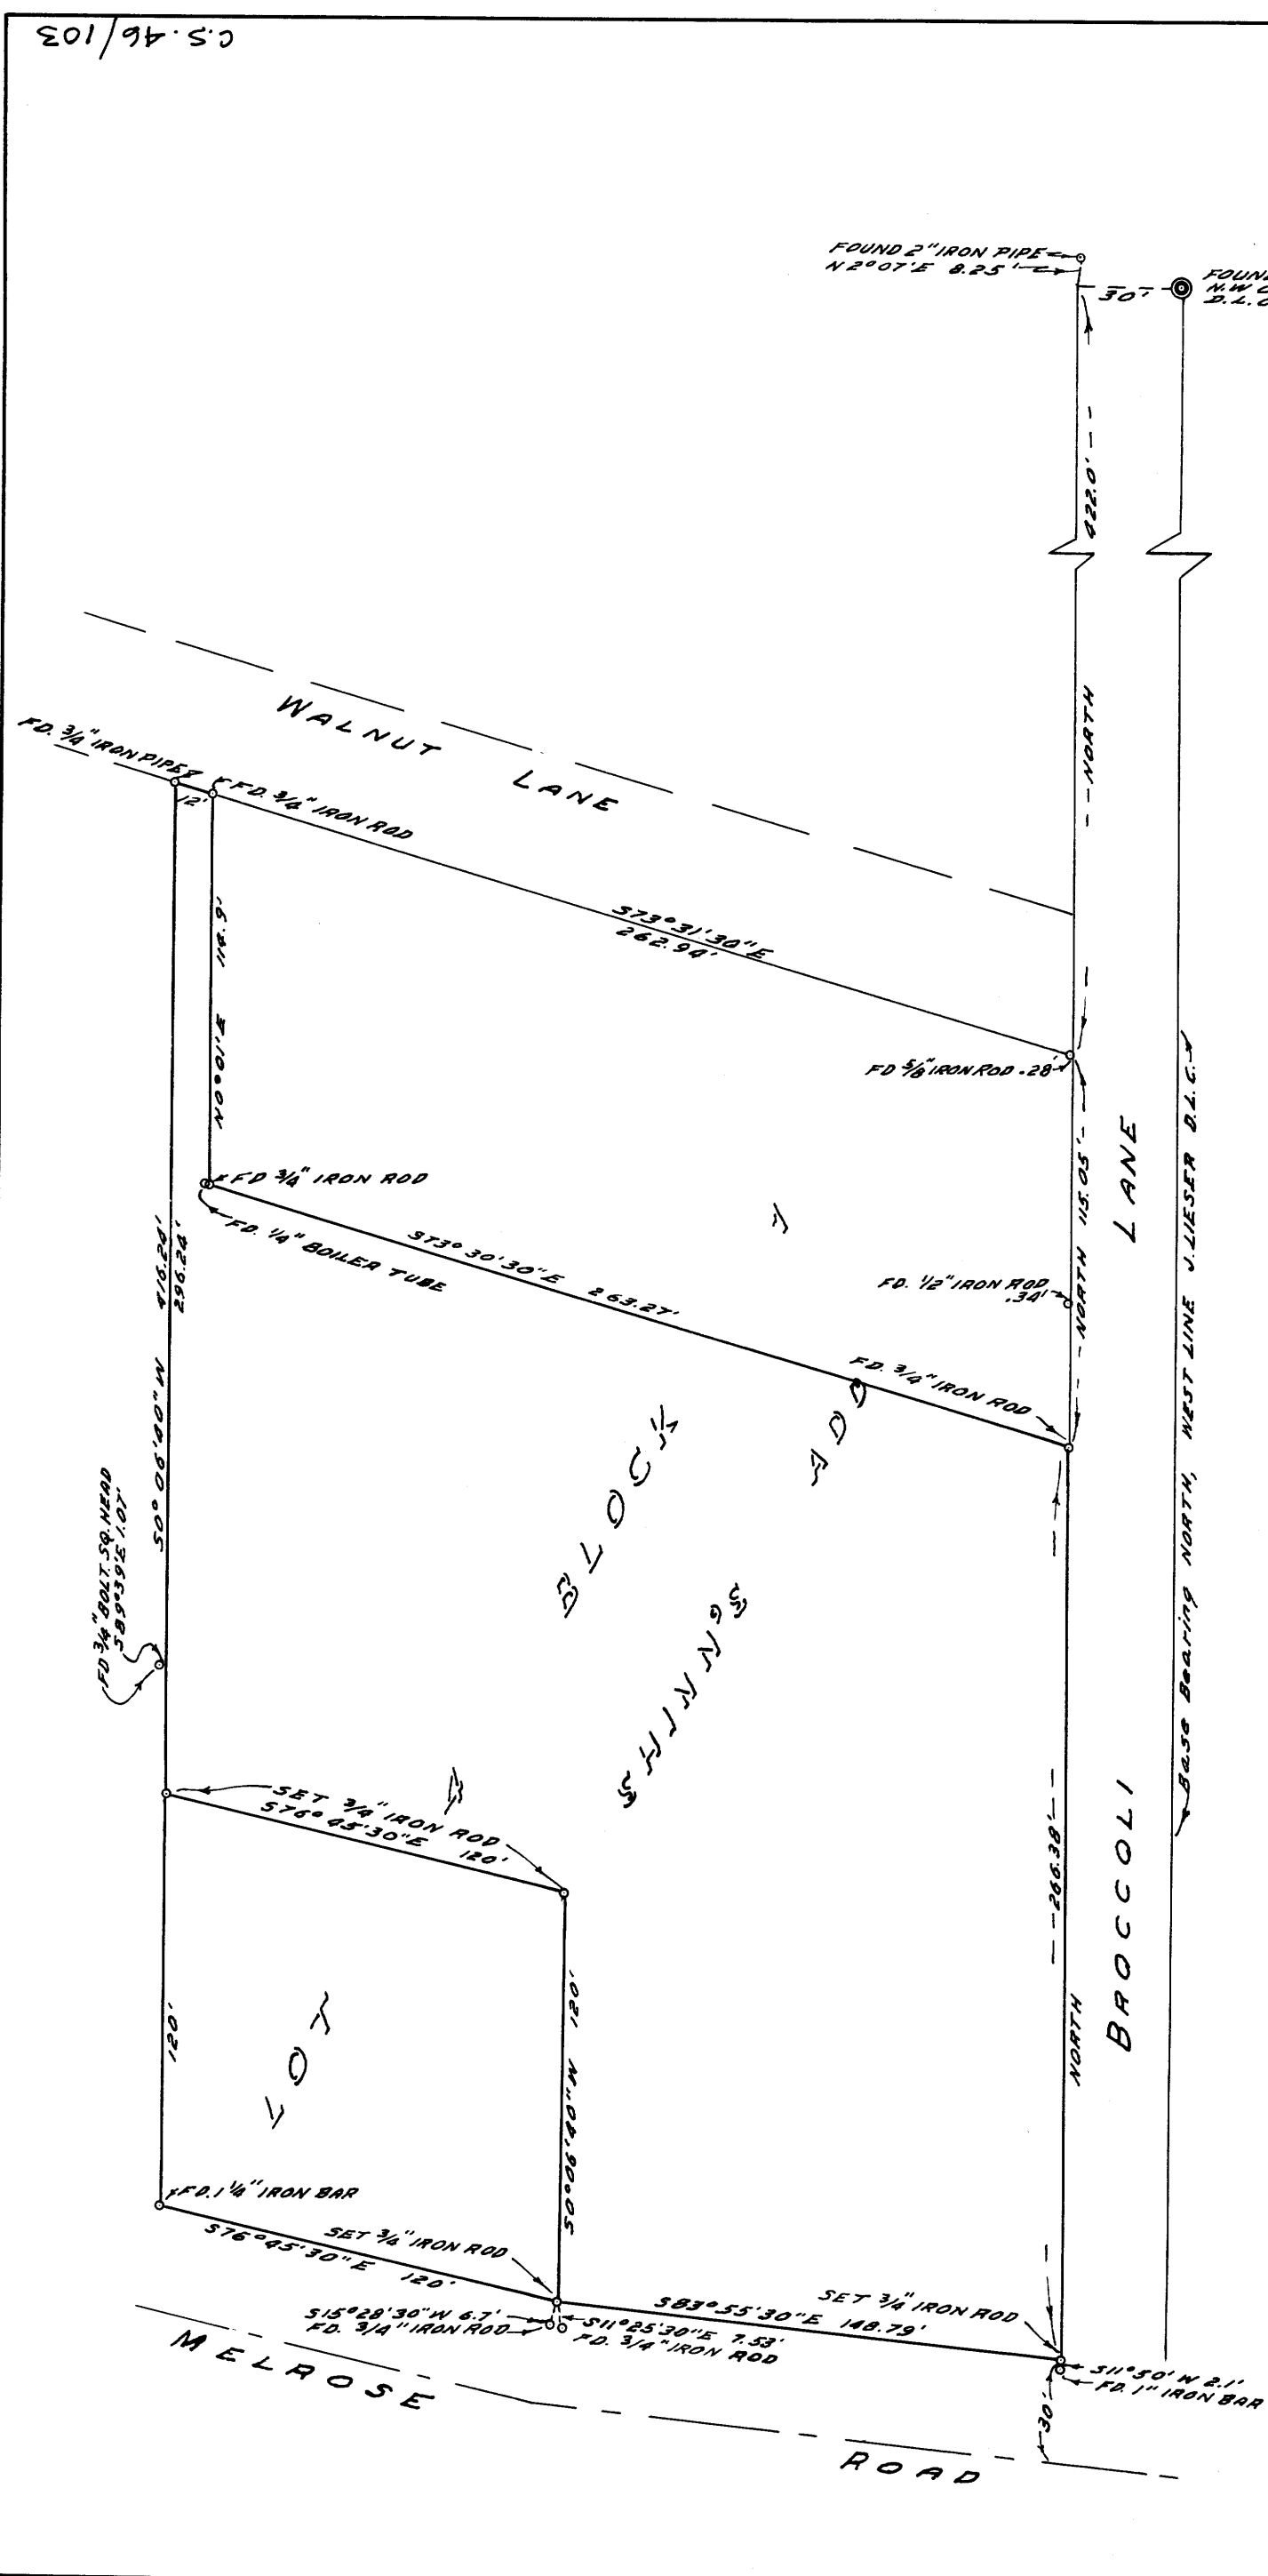 C.S. 46/103
FOUND 2" IRON PIPE
N 2°07'E 8.25'
30'
N.W
D.L.C
422.0'
NORTH
WALNUT LANE
FD. 3/4" IRON PIPE
12'
FD. 3/4" IRON ROD
S73°31'30"E
262.94'
114.9'
N0°01'E
FD 5/8" IRON ROD .28'
NORTH 115.05'
FD 3/4" IRON ROD
FD. 1/4" BOILER TUBE
S73°30'30"E 263.27'
FD. 1/2" IRON ROD
.34'
FD. 3/4" IRON ROD
S0°06'40"W 416.24'
296.24'
FD 3/4" BOLT SQ. HEAD
S89°39'E 1.07'
BLOCK
SHINN'S ADD
LOT
SET 3/4" IRON ROD
S76°45'30"E 120'
120'
S0°06'40"W 120'
FD. 1 1/4" IRON BAR
SET 3/4" IRON ROD
S76°45'30"E 120'
S15°28'30"W 6.7'
FD. 3/4" IRON ROD
S11°25'30"E 7.53'
FD. 3/4" IRON ROD
SET 3/4" IRON ROD
S83°55'30"E 148.79'
S11°50'W 2.1'
FD. 1" IRON BAR
30'
266.38'
NORTH
BROCCOLI LANE
Base Bearing NORTH, WEST LINE J. LIESER D.L.C.
MELROSE ROAD